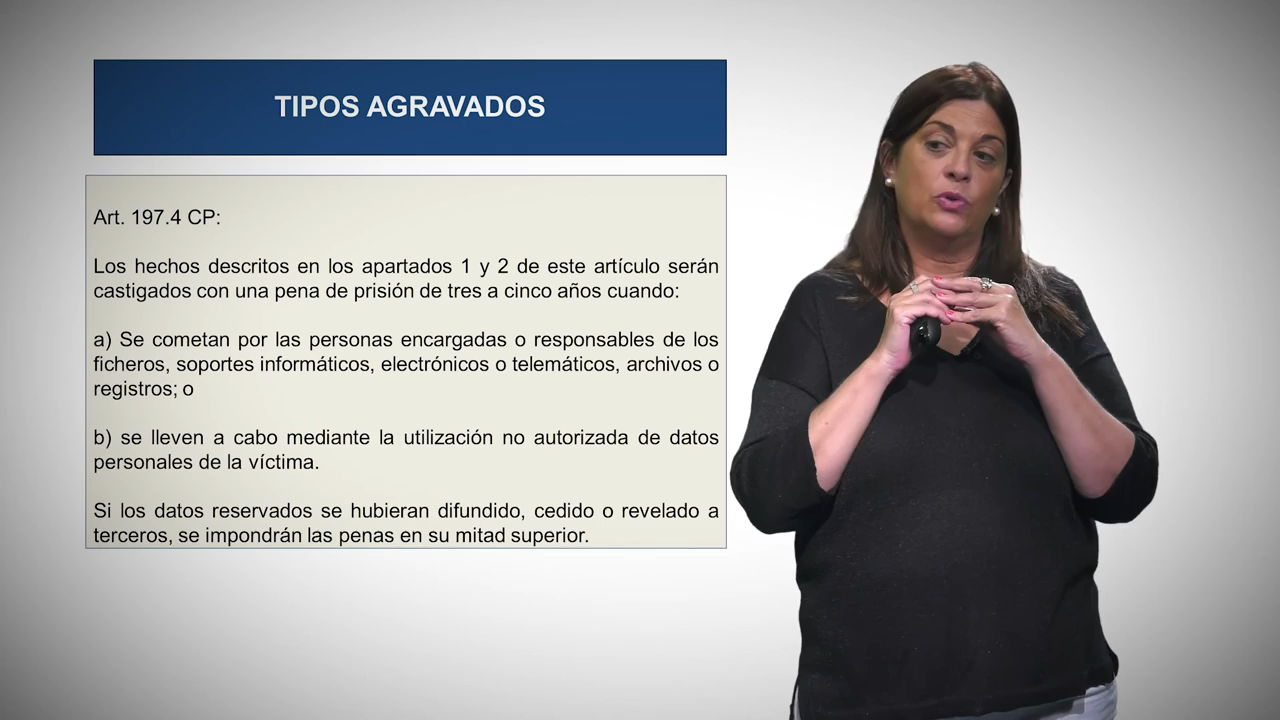 TIPOS AGRAVADOS
Art. 197.4 CP:
Los hechos descritos en los apartados 1 y 2 de este artículo serán
castigados con una pena de prisión de tres a cinco años cuando:
a) Se cometan por las personas encargadas o responsables de los
ficheros, soportes informáticos, electrónicos o telemáticos, archivos o
registros; o
b) se lleven a cabo mediante la utilización no autorizada de datos
personales de la víctima.
Si los datos reservados se hubieran difundido, cedido o revelado a
terceros, se impondrán las penas en su mitad superior.